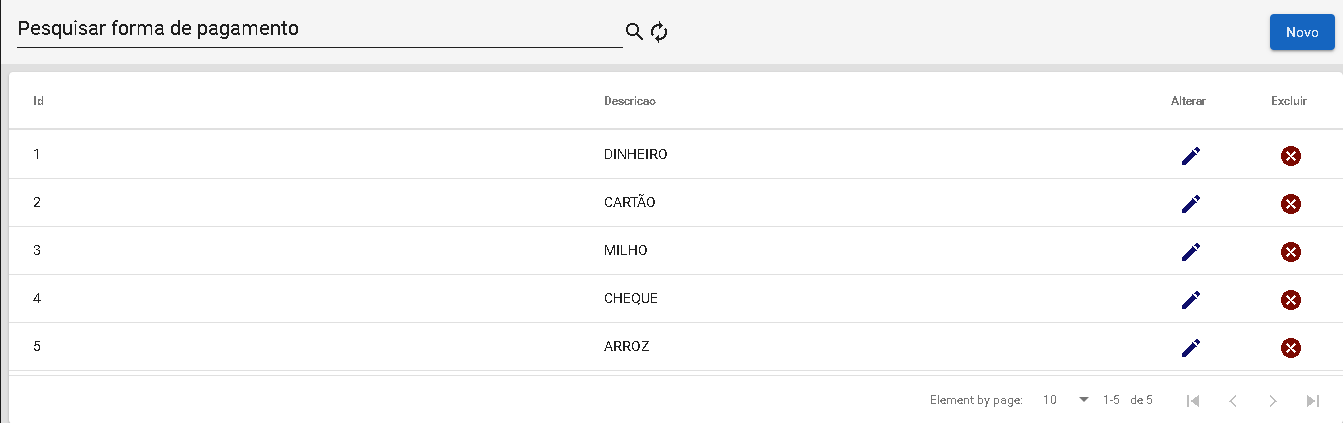 Pesquisar forma de pagamento Novo
Id Descricao Alterar Excluir
1 DINHEIRO
2 CARTÃO
3 MILHO
4 CHEQUE
5 ARROZ
Element by page: 10 1-5 de 5